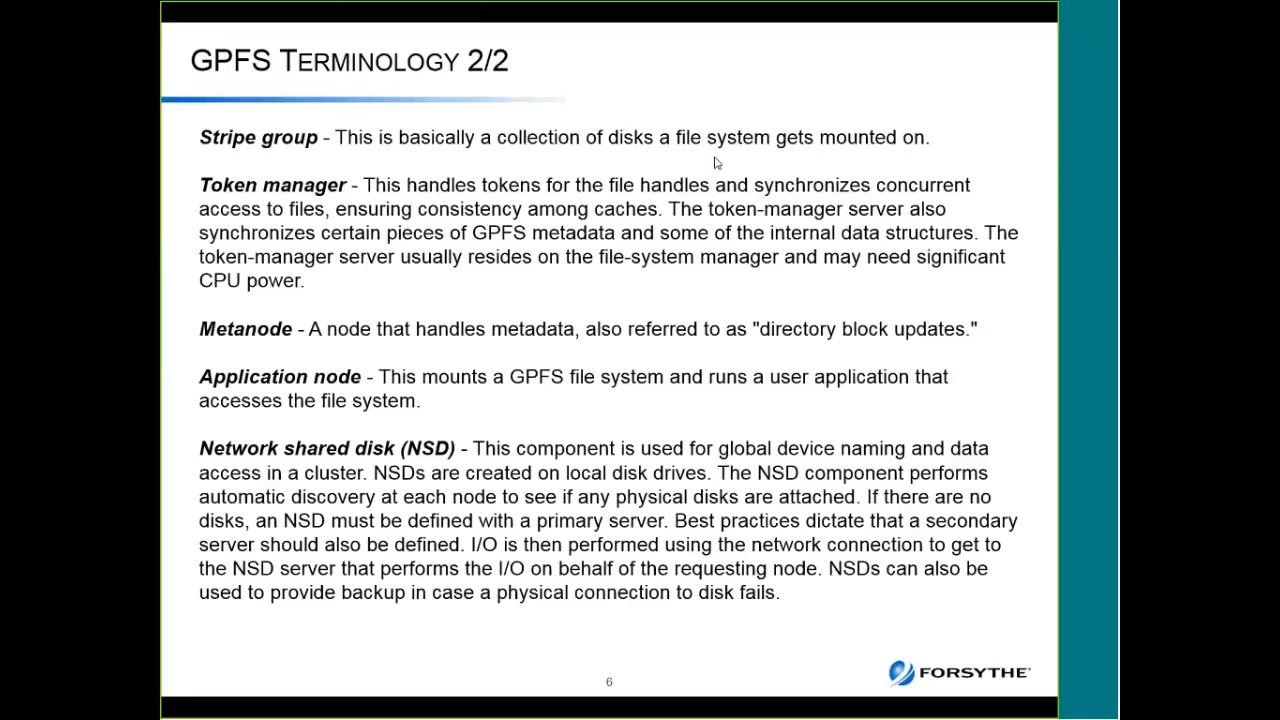 GPFS TERMINOLOGY 2/2
Stripe group - This is basically a collection of disks a file system gets mounted on.
Token manager - This handles tokens for the file handles and synchronizes concurrent
access to files, ensuring consistency among caches. The token-manager server also
synchronizes certain pieces of GPFS metadata and some of the internal data structures. The
token-manager server usually resides on the file-system manager and may need significant
CPU power.
Metanode - A node that handles metadata, also referred to as "directory block updates."
Application node - This mounts a GPFS file system and runs a user application that
accesses the file system.
Network shared disk (NSD) - This component is used for global device naming and data
access in a cluster. NSDs are created on local disk drives. The NSD component performs
automatic discovery at each node to see if any physical disks are attached. If there are no
disks, an NSD must be defined with a primary server. Best practices dictate that a secondary
server should also be defined. I/O is then performed using the network connection to get to
the NSD server that performs the I/O on behalf of the requesting node. NSDs can also be
used to provide backup in case a physical connection to disk fails.
6
FORSYTHE